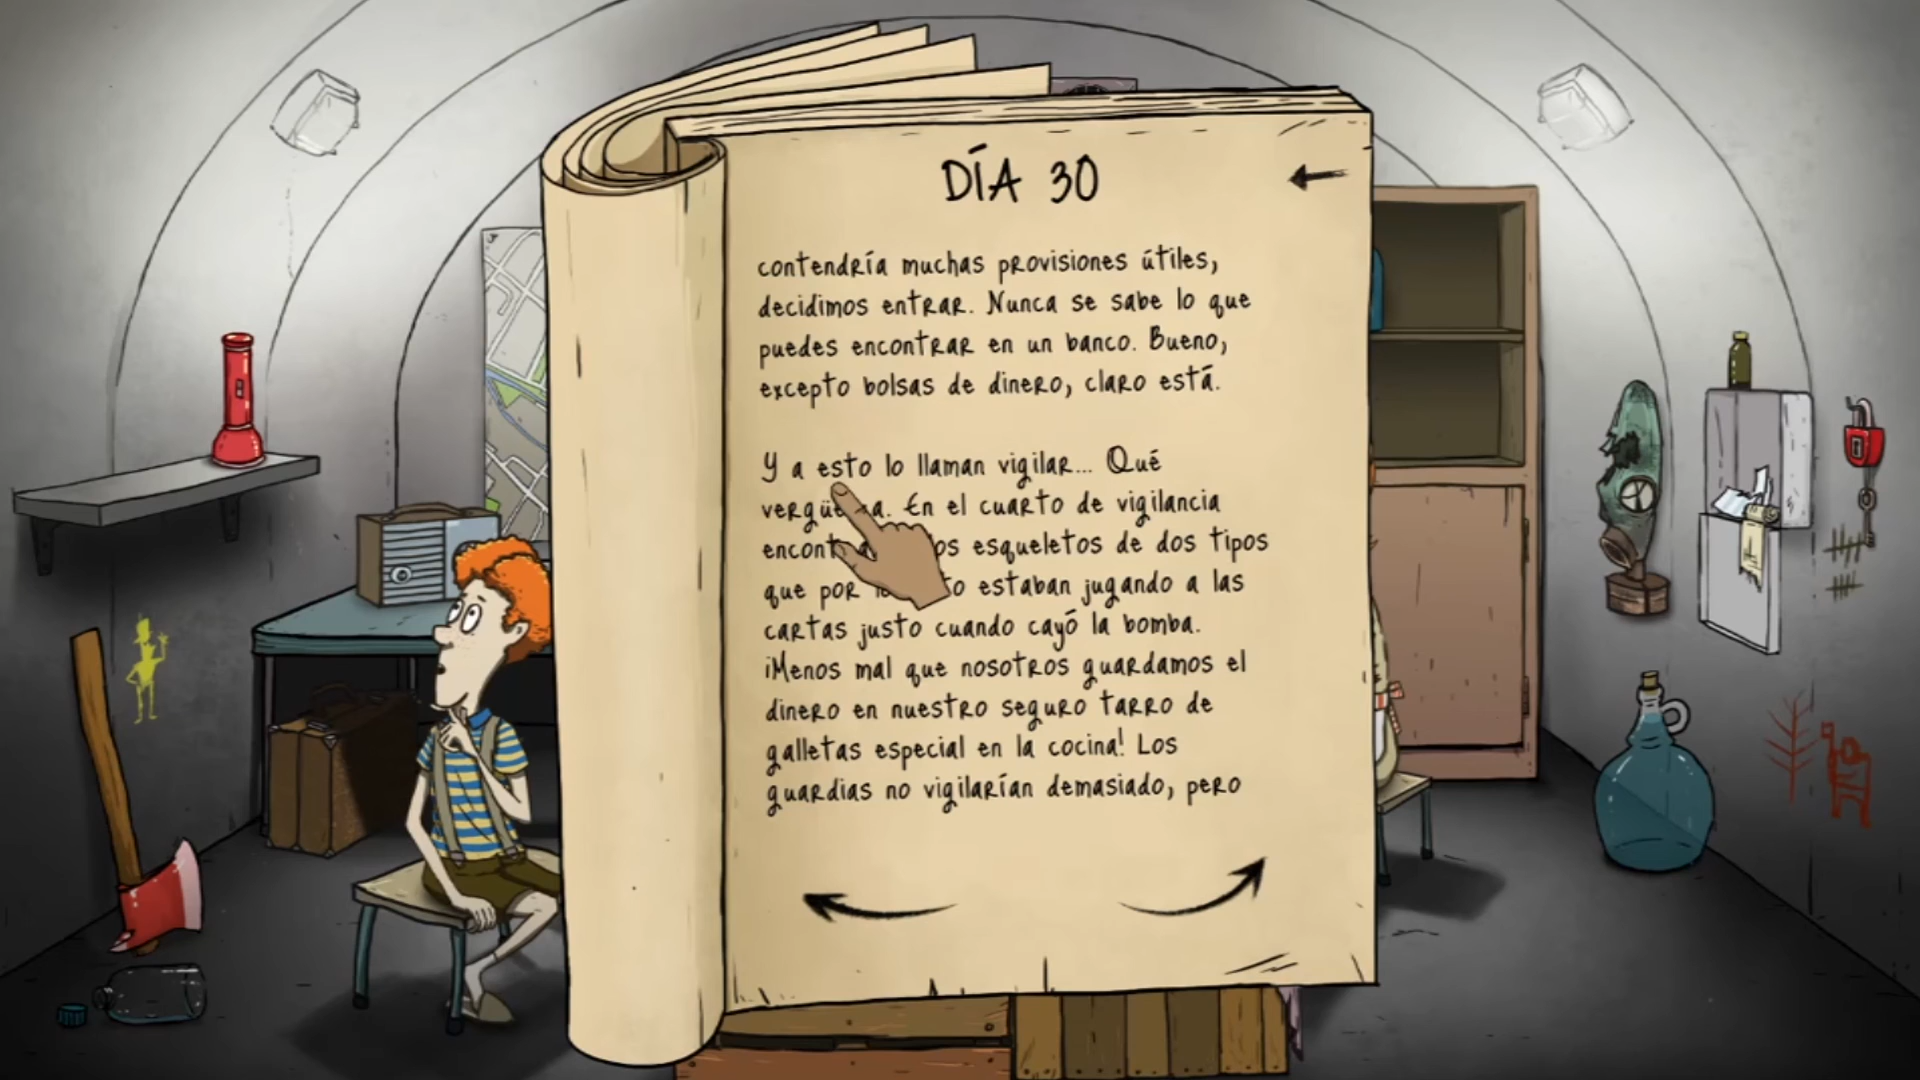 DÍA 30
contendría muchas provisiones útiles,
decidimos entrar. Nunca se sabe lo que
puedes encontrar en un banco. Bueno,
excepto bolsas de dinero, claro está.
Y a esto lo llaman vigilar... Qué
En el cuarto de vigilancia
esqueletos de dos tipos
que por estaban jugando a las
cartas justo cuando cayó la bomba.
¡Menos mal que nosotros guardamos el
dinero en nuestro seguro tarro de
galletas especial en la cocina! Los
guardias no vigilarían demasiado, pero